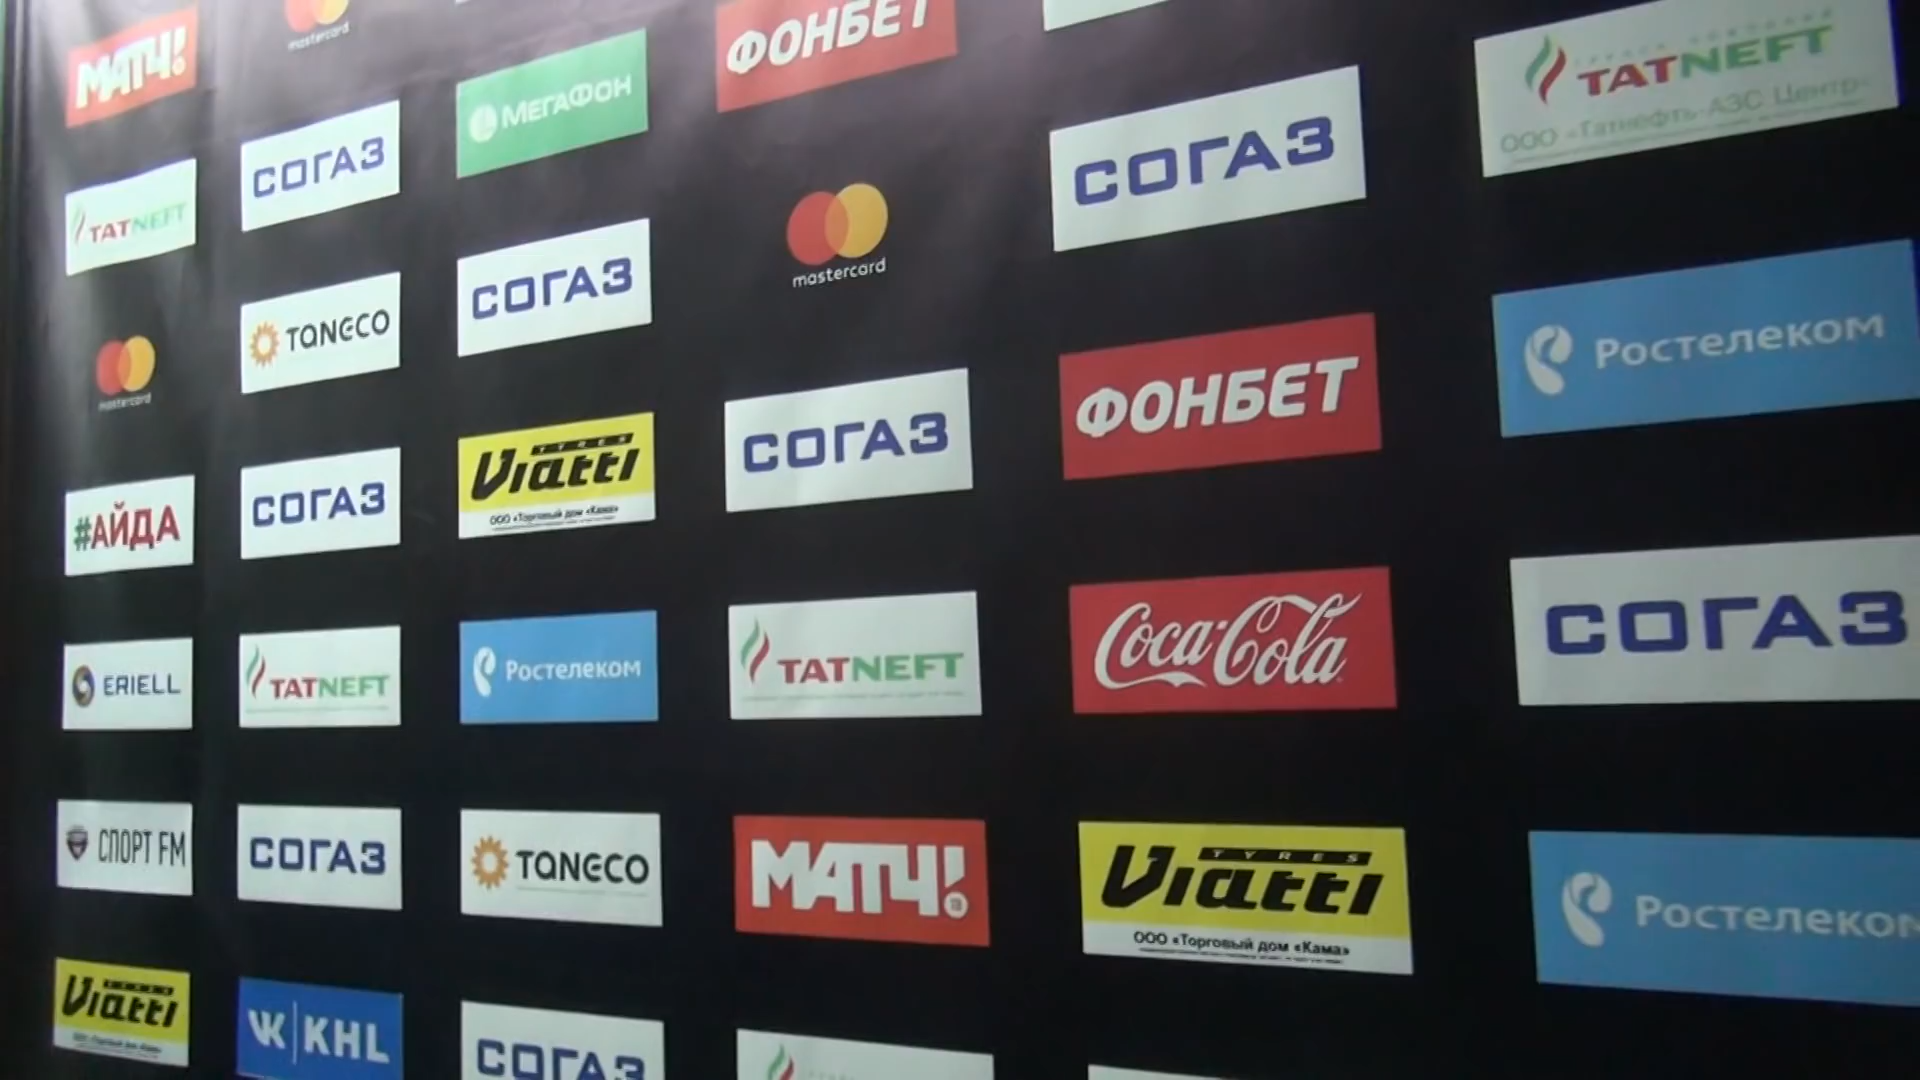 МАТЧ!
mastercard
МЕГАФОН
ФОНБЕТ
TATNEFT
ООО «Татнефть-АЗС Центр»
TATNEFT
СОГАЗ
СОГАЗ
mastercard
СОГАЗ
Ростелеком
mastercard
TANECO
TYRES
Viatti
ООО «Торговый дом «Кама»
СОГАЗ
ФОНБЕТ
СОГАЗ
#АЙДА
СОГАЗ
Ростелеком
TATNEFT
Coca-Cola
Ростелеком
ERIELL
TATNEFT
TANECO
МАТЧ!
TYRES
Viatti
ООО «Торговый дом «Кама»
СПОРТ FM
СОГАЗ
СОГАЗ
TYRES
Viatti
VK KHL